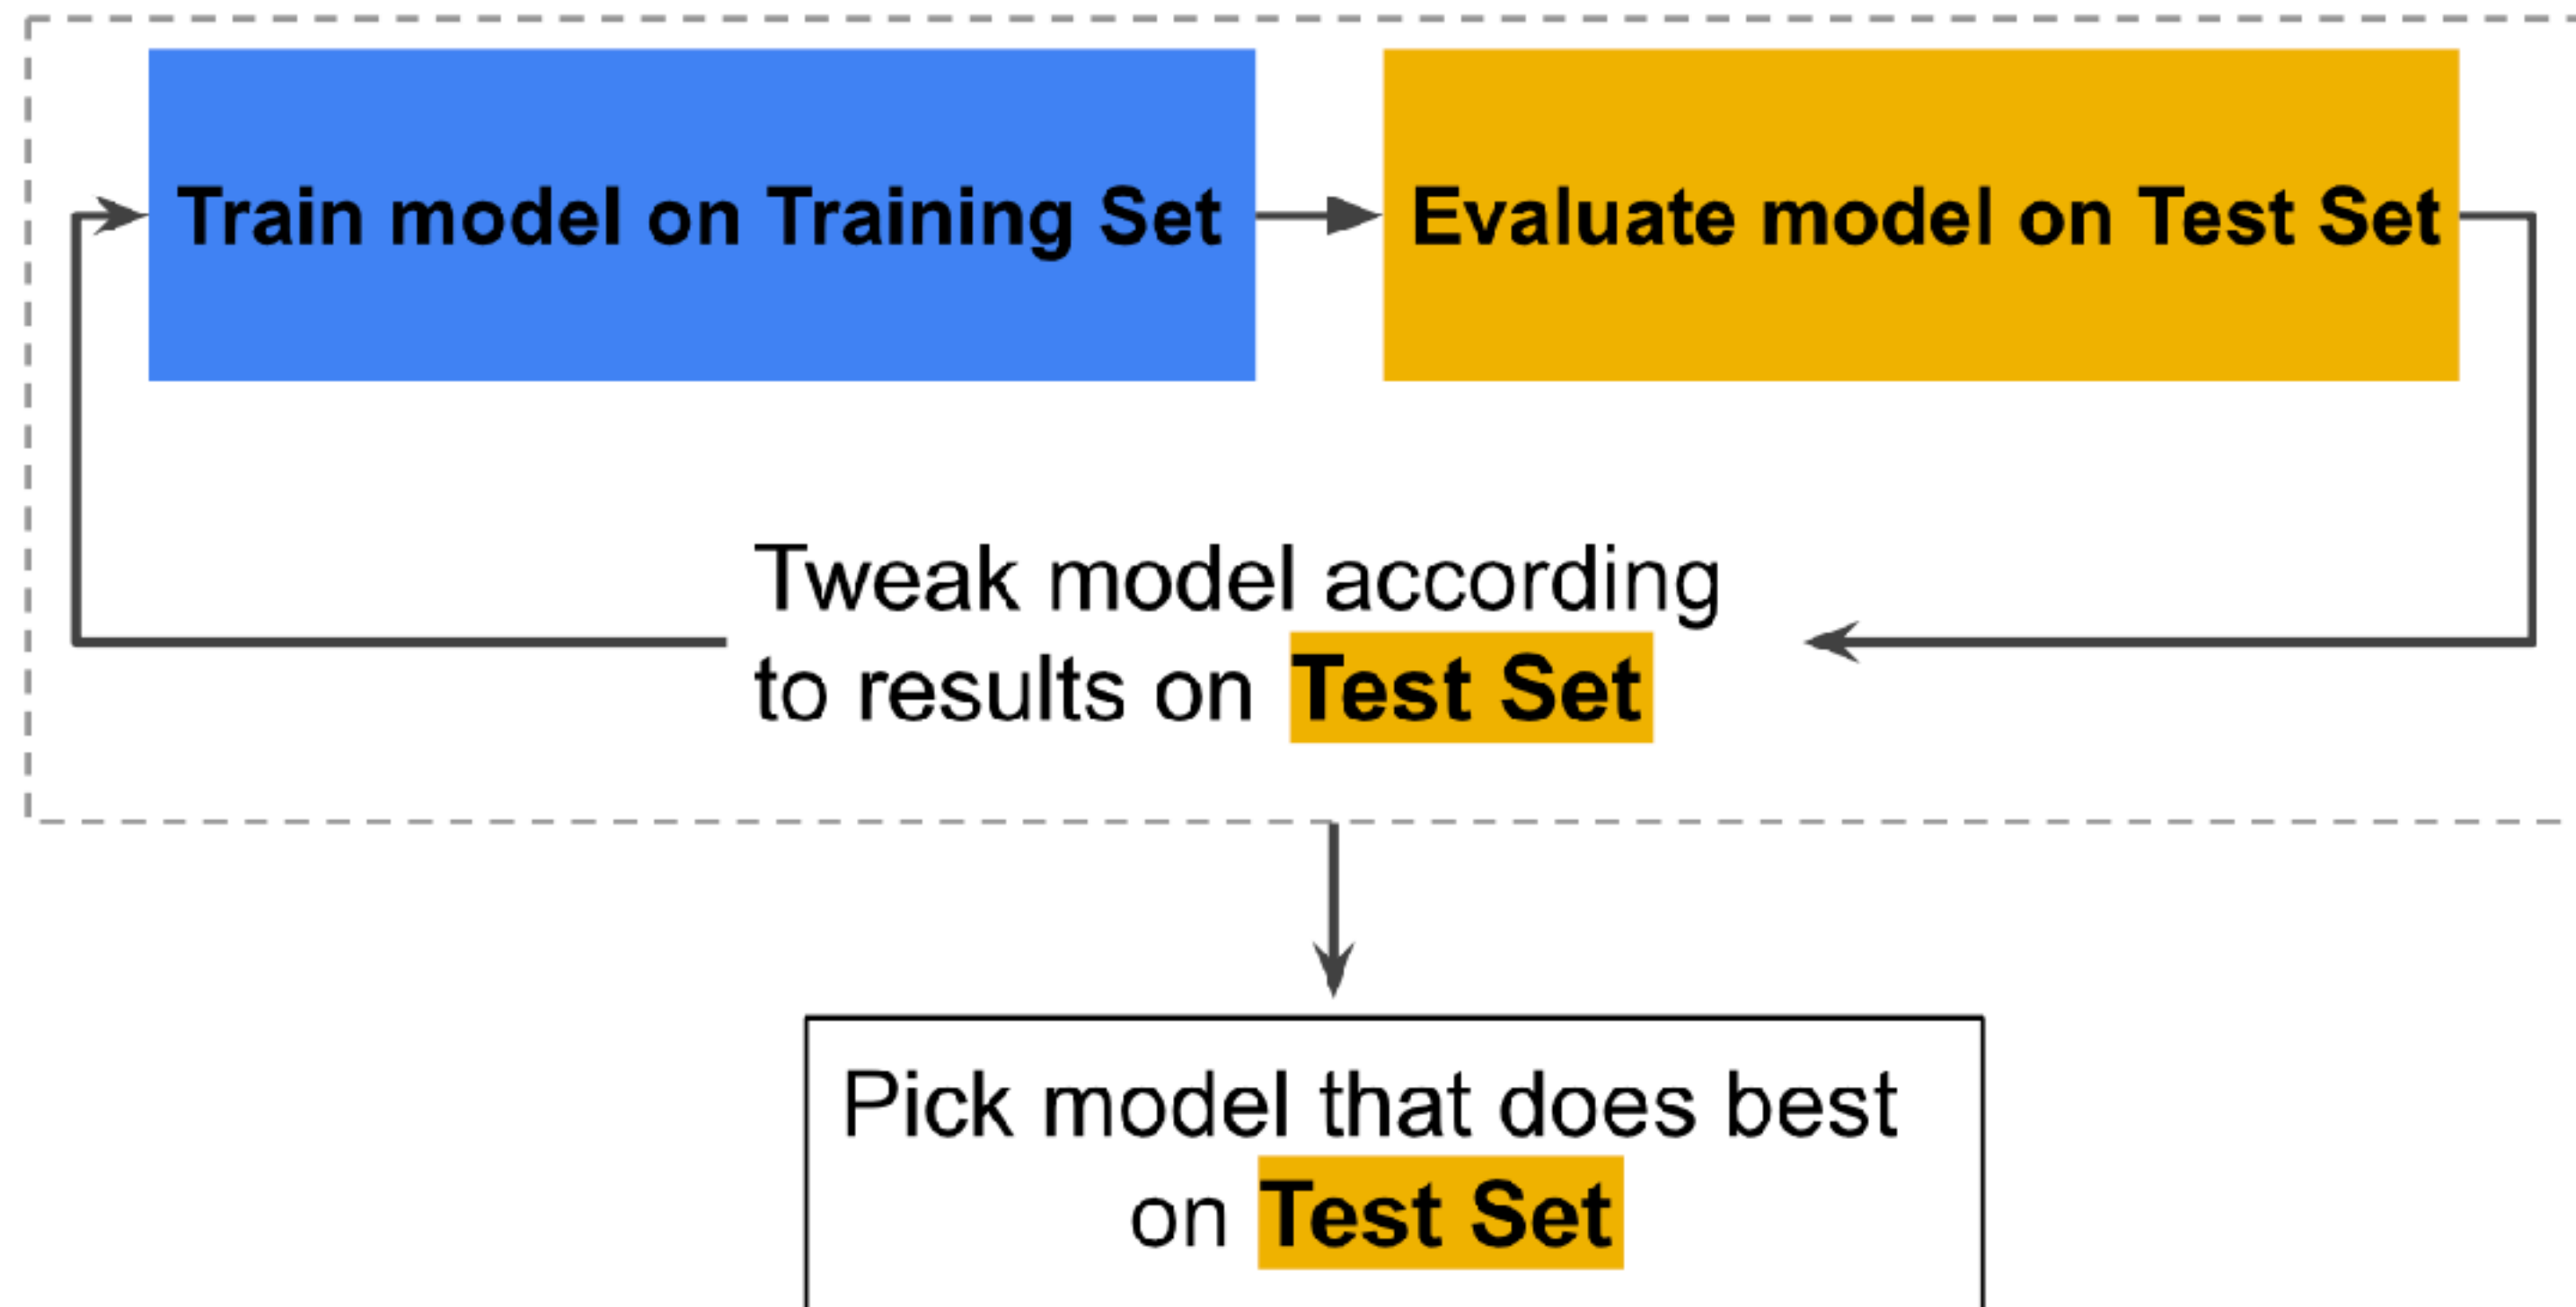 Train model on Training Set
Evaluate model on Test Set
Tweak model according
to results on Test Set
Pick model that does best
on Test Set